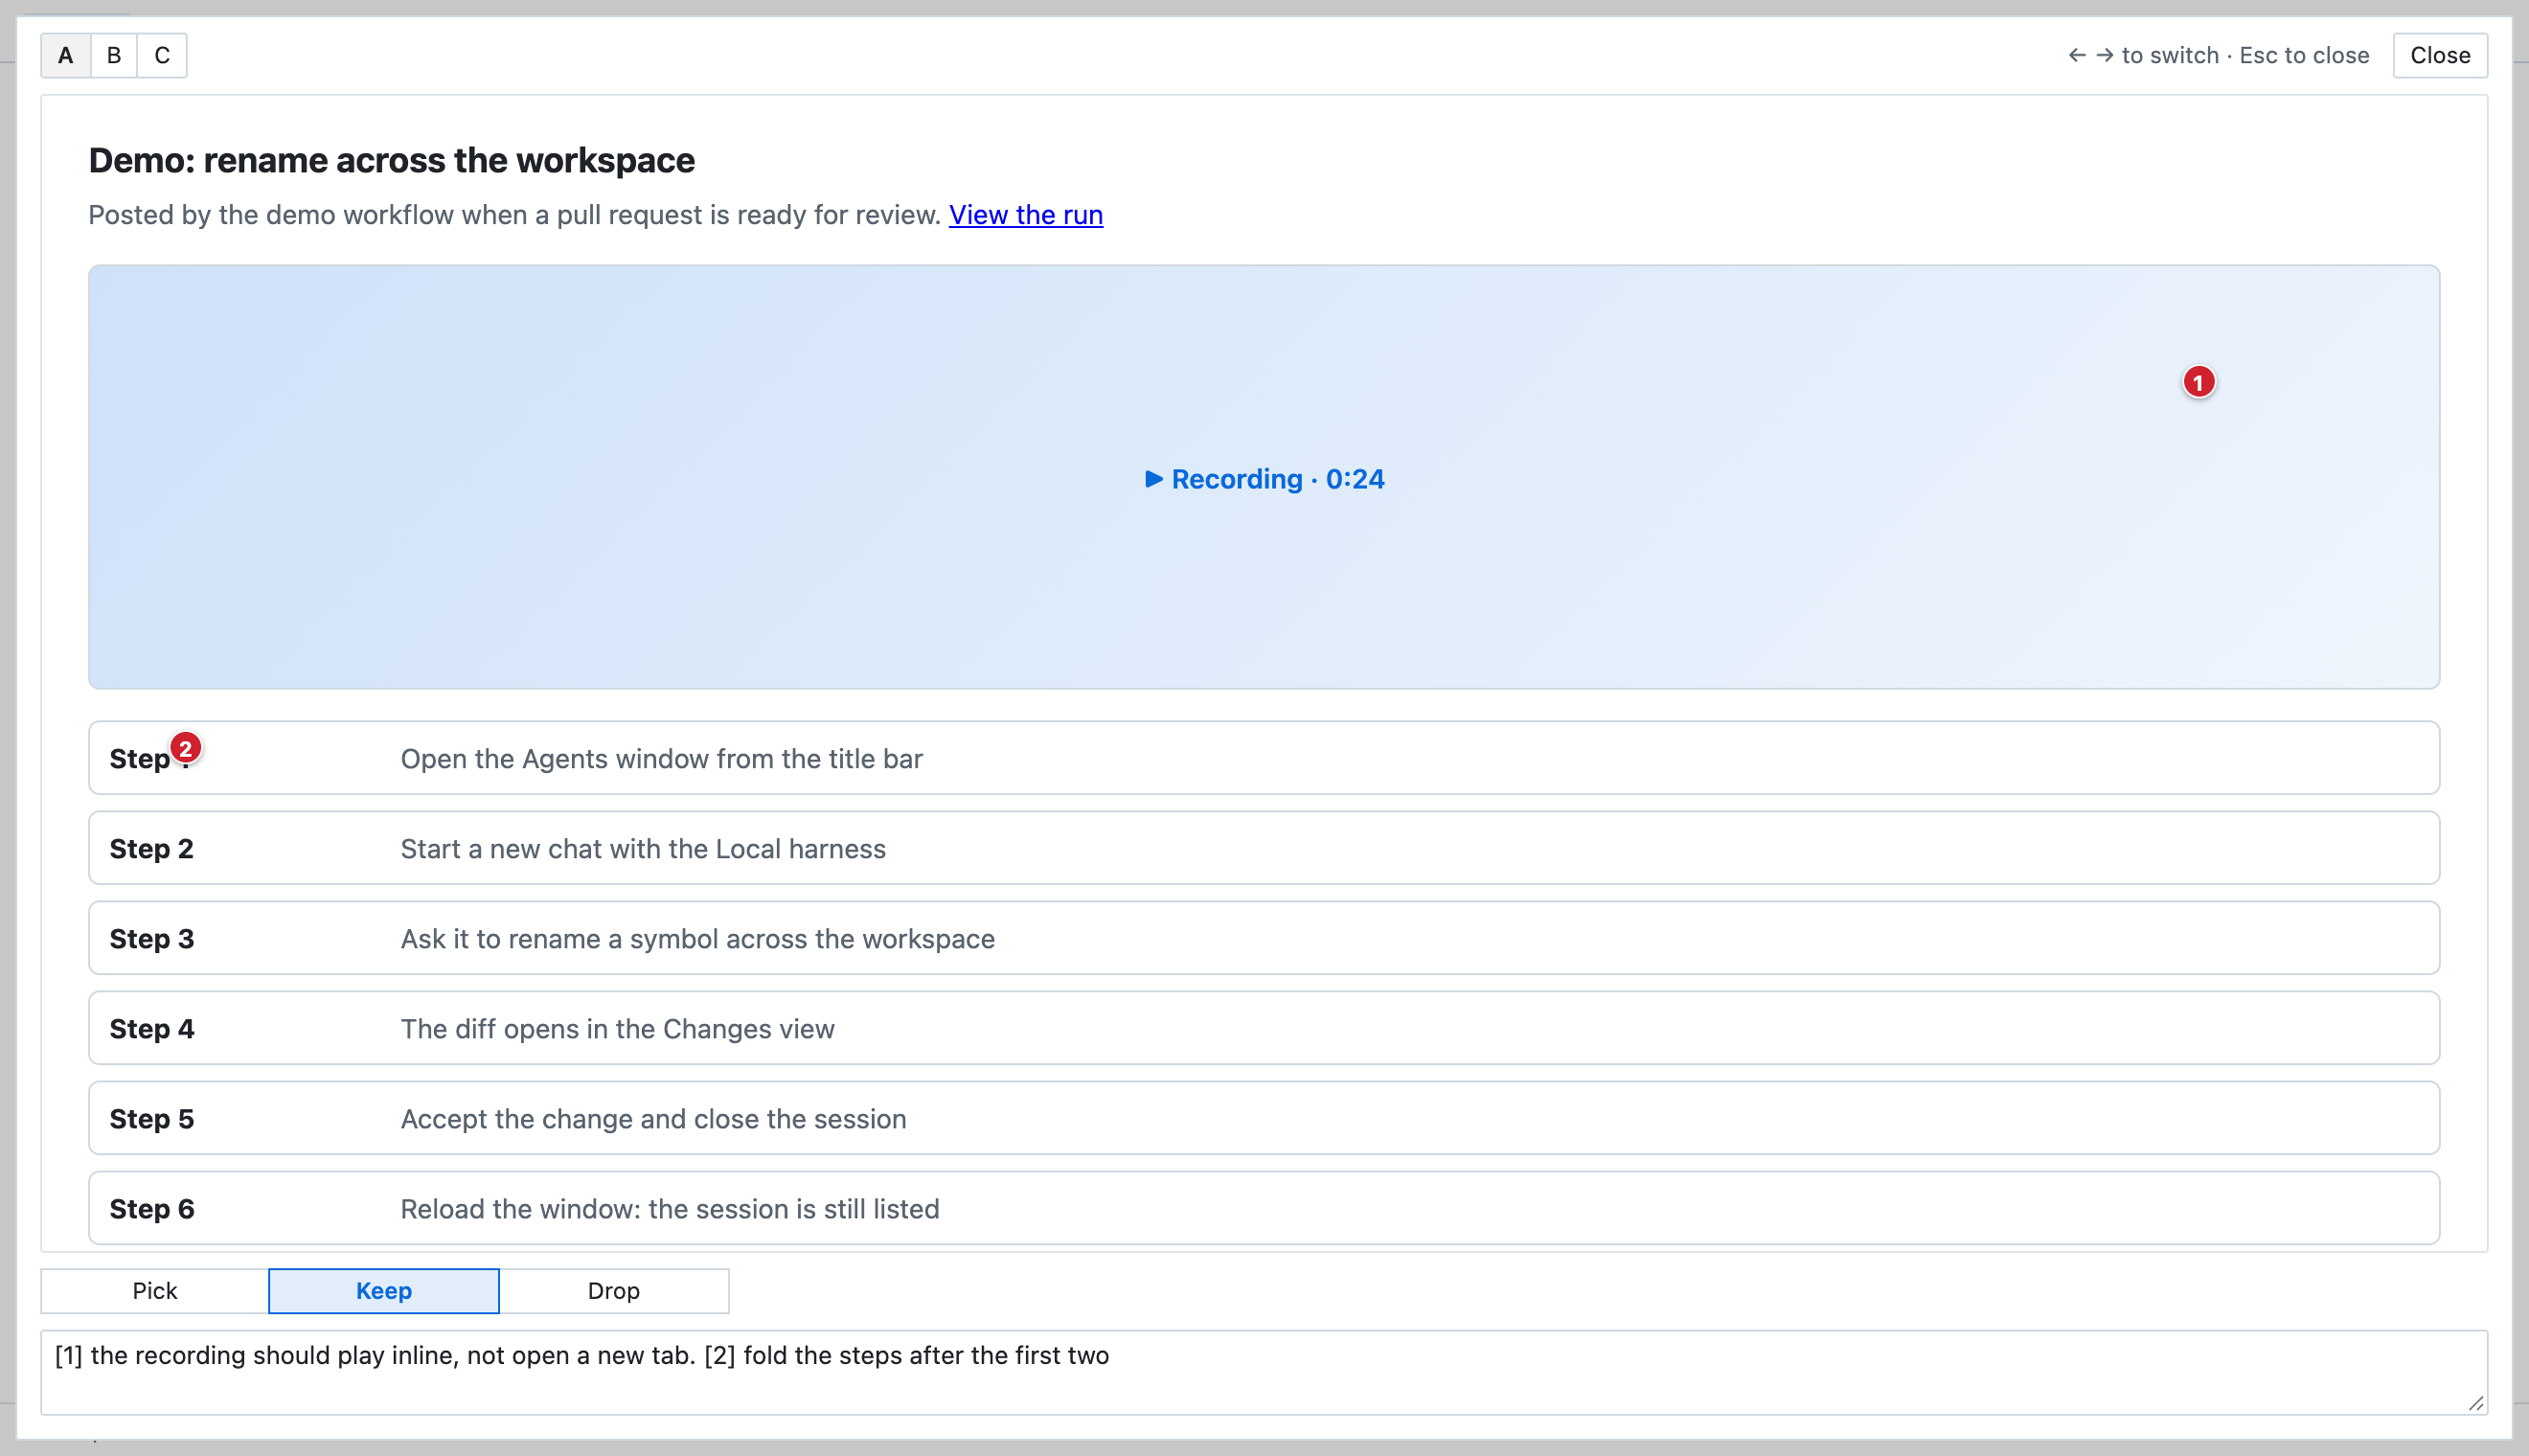 A B C ← → to switch · Esc to close Close
Demo: rename across the workspace
Posted by the demo workflow when a pull request is ready for review. View the run
1
▶ Recording · 0:24
2
Step Open the Agents window from the title bar
Step 2 Start a new chat with the Local harness
Step 3 Ask it to rename a symbol across the workspace
Step 4 The diff opens in the Changes view
Step 5 Accept the change and close the session
Step 6 Reload the window: the session is still listed
Pick Keep Drop
[1] the recording should play inline, not open a new tab. [2] fold the steps after the first two